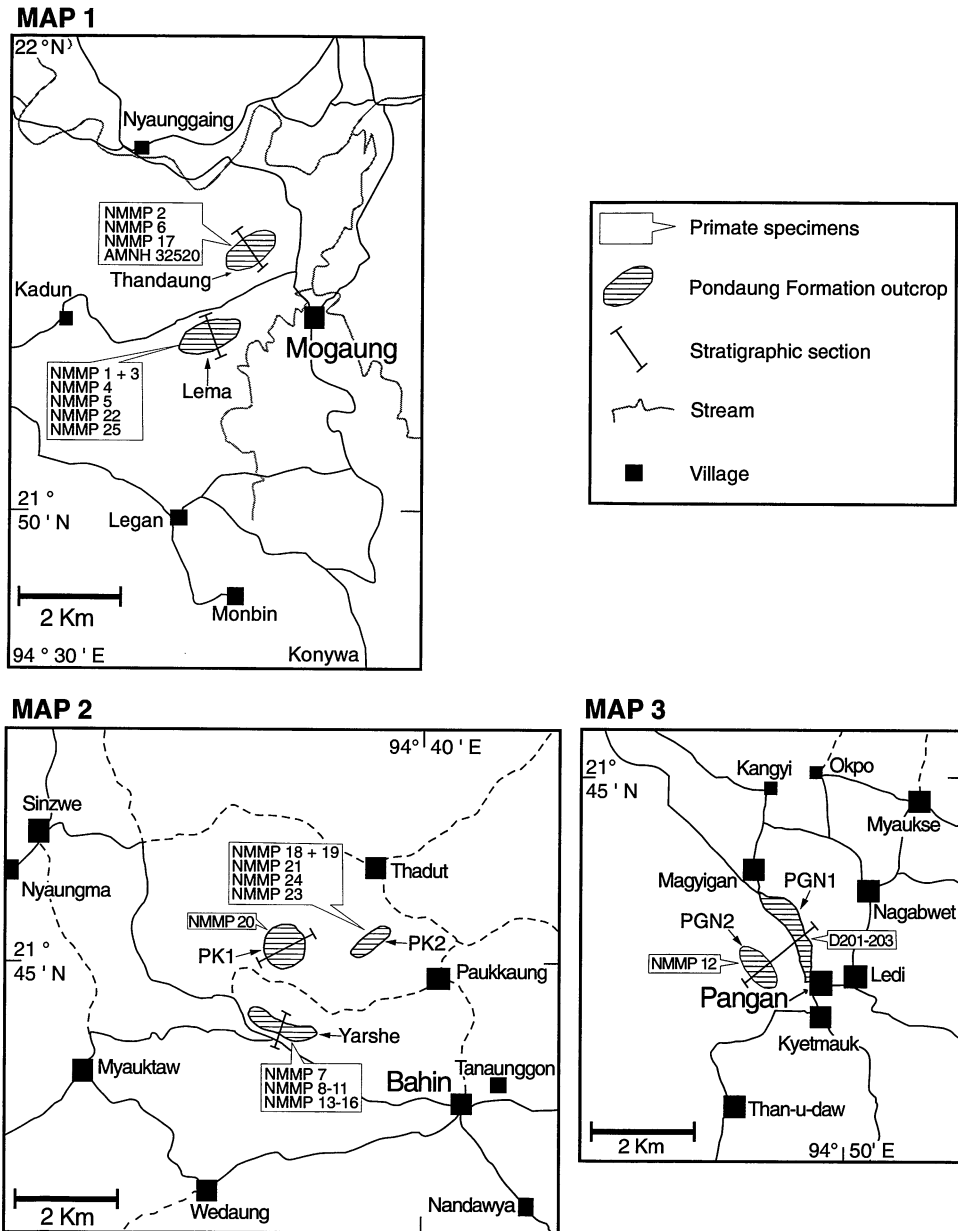 MAP 1
22 °N
Nyaunggaing
NMMP 2
NMMP 6
NMMP 17
AMNH 32520
Thandaung
Kadun
Mogaung
NMMP 1 + 3
NMMP 4
NMMP 5
NMMP 22
NMMP 25
Lema
21 °
50 ' N
Legan
2 Km
Monbin
94 ° 30 ' E
Konywa
Primate specimens
Pondaung Formation outcrop
Stratigraphic section
Stream
Village
MAP 2
94° 40 ' E
Sinzwe
Nyaungma
NMMP 18 + 19
NMMP 21
NMMP 24
NMMP 23
Thadut
NMMP 20
PK1
PK2
21 °
45 ' N
Paukkaung
Yarshe
Myauktaw
NMMP 7
NMMP 8-11
NMMP 13-16
Bahin
Tanaunggon
2 Km
Wedaung
Nandawya
MAP 3
21 °
45 ' N
Kangyi
Okpo
Myaukse
Magyigan
PGN1
Nagabwet
PGN2
D201-203
NMMP 12
Ledi
Pangan
Kyetmauk
Than-u-daw
2 Km
94° 50 ' E